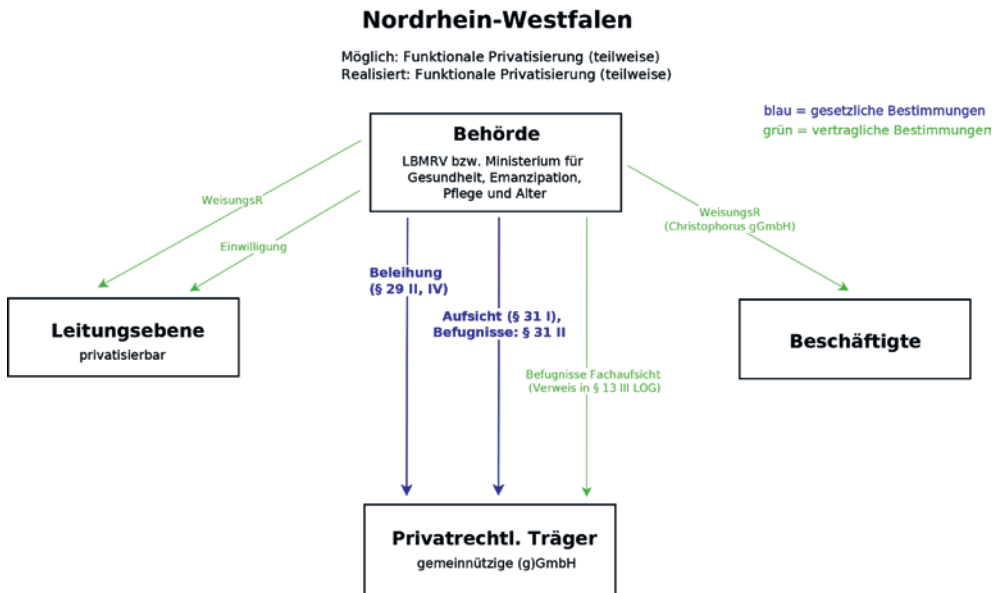 Nordrhein-Westfalen
Möglich: Funktionale Privatisierung (teilweise)
Realisiert: Funktionale Privatisierung (teilweise)
blau = gesetzliche Bestimmungen
grün = vertragliche Bestimmungen
Behörde
LBMRV bzw. Ministerium für
Gesundheit, Emanzipation,
Pflege und Alter
WeisungsR
Einwilligung
WeisungsR
(Christophorus gGmbH)
Beleihung
(§ 29 II, IV)
Aufsicht (§ 31 I),
Befugnisse: § 31 II
Befugnisse Fachaufsicht
(Verweis in § 13 III LOG)
Leitungsebene
privatisierbar
Beschäftigte
Privatrechtl. Träger
gemeinnützige (g)GmbH